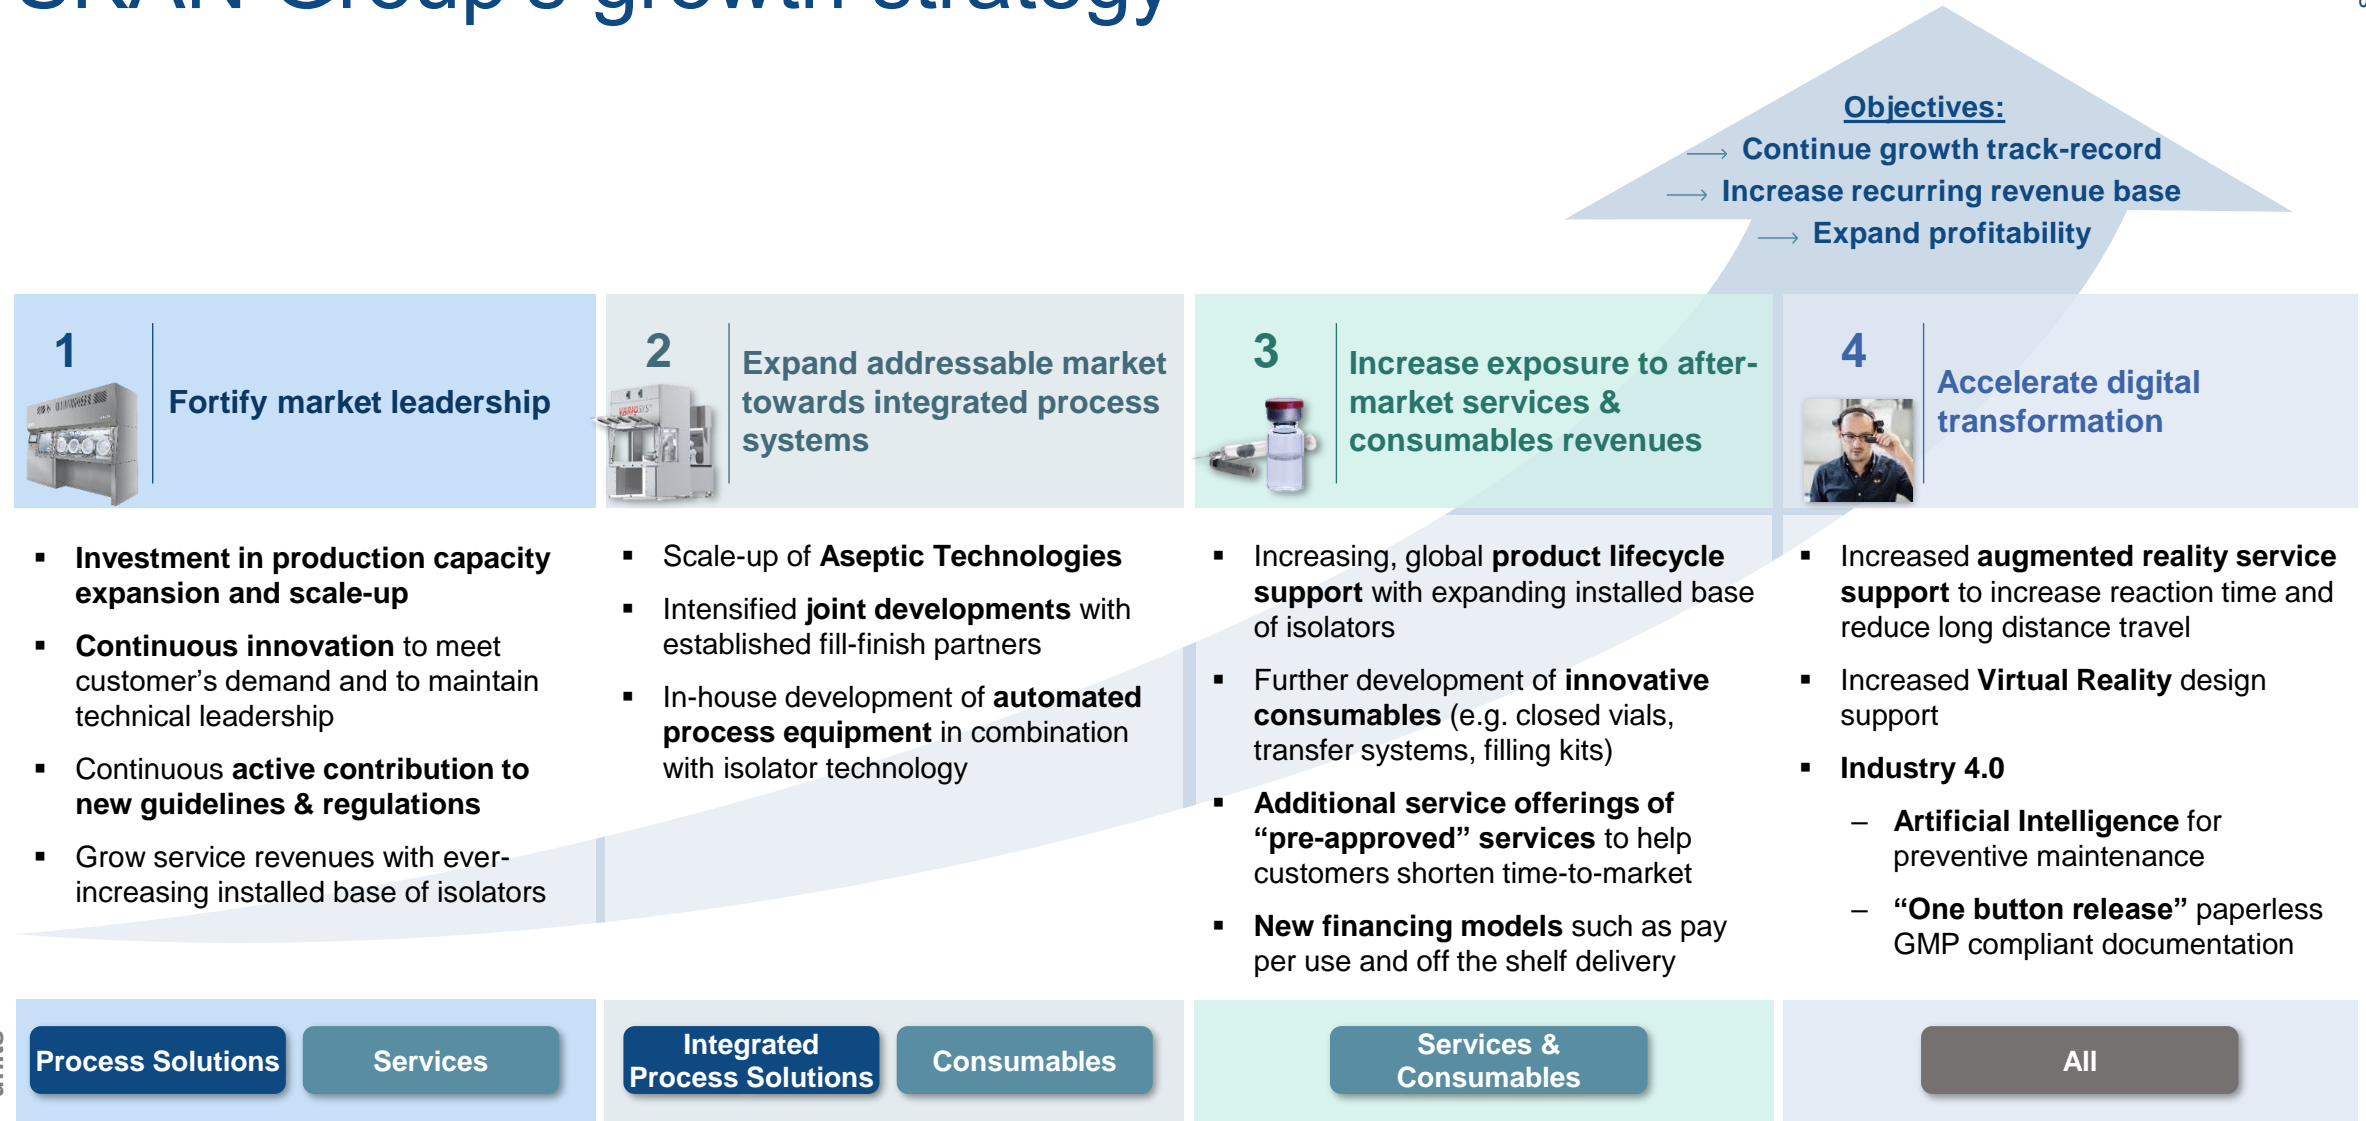 SKAN Group's growth strategy
Objectives:
Continue growth track-record
Increase recurring revenue base
Expand profitability
1
Fortify market leadership
2
VARIOSYS
Expand addressable market
towards integrated process
systems
3
Increase exposure to after-
market services &
consumables revenues
4
Accelerate digital
transformation
▪ Investment in production capacity
expansion and scale-up
▪ Continuous innovation to meet
customer’s demand and to maintain
technical leadership
▪ Continuous active contribution to
new guidelines & regulations
▪ Grow service revenues with ever-
increasing installed base of isolators
▪ Scale-up of Aseptic Technologies
▪ Intensified joint developments with
established fill-finish partners
▪ In-house development of automated
process equipment in combination
with isolator technology
▪ Increasing, global product lifecycle
support with expanding installed base
of isolators
▪ Further development of innovative
consumables (e.g. closed vials,
transfer systems, filling kits)
▪ Additional service offerings of
“pre-approved” services to help
customers shorten time-to-market
▪ New financing models such as pay
per use and off the shelf delivery
▪ Increased augmented reality service
support to increase reaction time and
reduce long distance travel
▪ Increased Virtual Reality design
support
▪ Industry 4.0
– Artificial Intelligence for
preventive maintenance
– “One button release” paperless
GMP compliant documentation
Process Solutions
Services
Integrated
Process Solutions
Consumables
Services &
Consumables
All